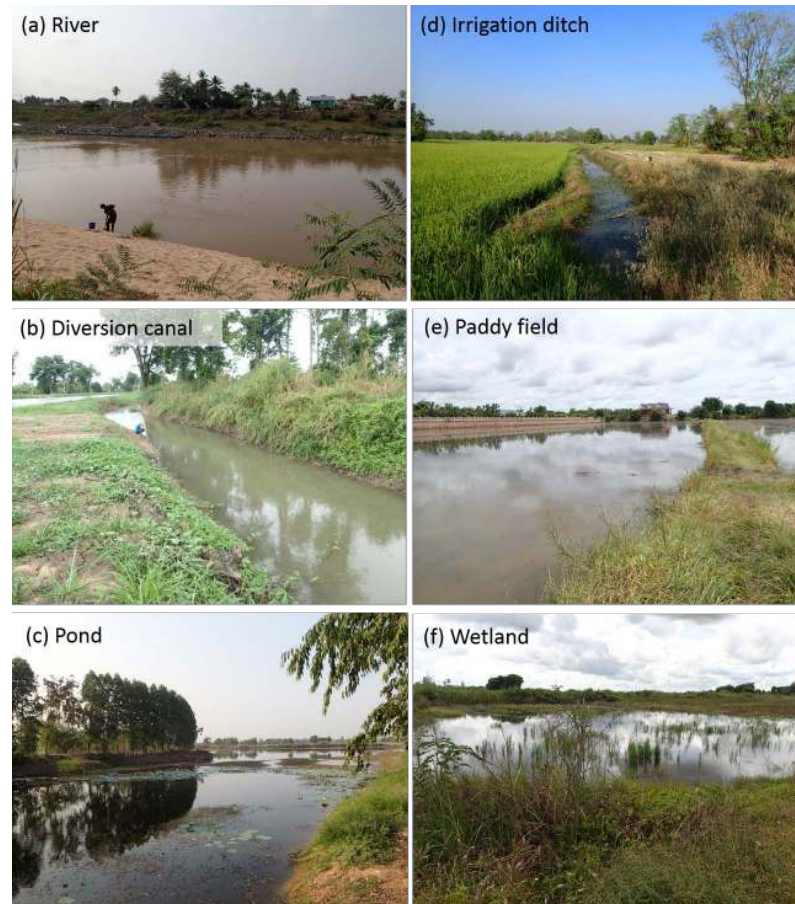 (a) River
(d) Irrigation ditch
(b) Diversion canal
(e) Paddy field
(c) Pond
(f) Wetland